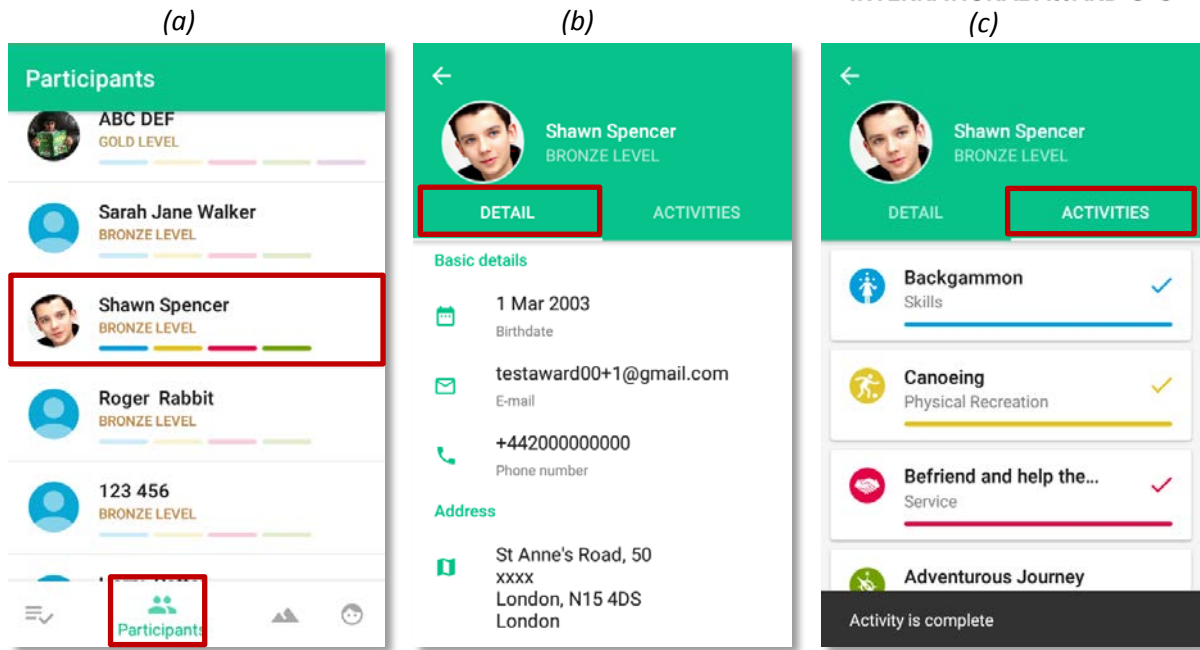 (a)
Participants
ABC DEF
GOLD LEVEL
Sarah Jane Walker
BRONZE LEVEL
Shawn Spencer
BRONZE LEVEL
Roger Rabbit
BRONZE LEVEL
123 456
BRONZE LEVEL
Participants
(b)
Shawn Spencer
BRONZE LEVEL
DETAIL ACTIVITIES
Basic details
1 Mar 2003
Birthdate
testaward00+1@gmail.com
E-mail
+442000000000
Phone number
Address
St Anne's Road, 50
xxxx
London, N15 4DS
London
(c)
Shawn Spencer
BRONZE LEVEL
DETAIL ACTIVITIES
Backgammon
Skills
Canoeing
Physical Recreation
Befriend and help the...
Service
Adventurous Journey
Activity is complete